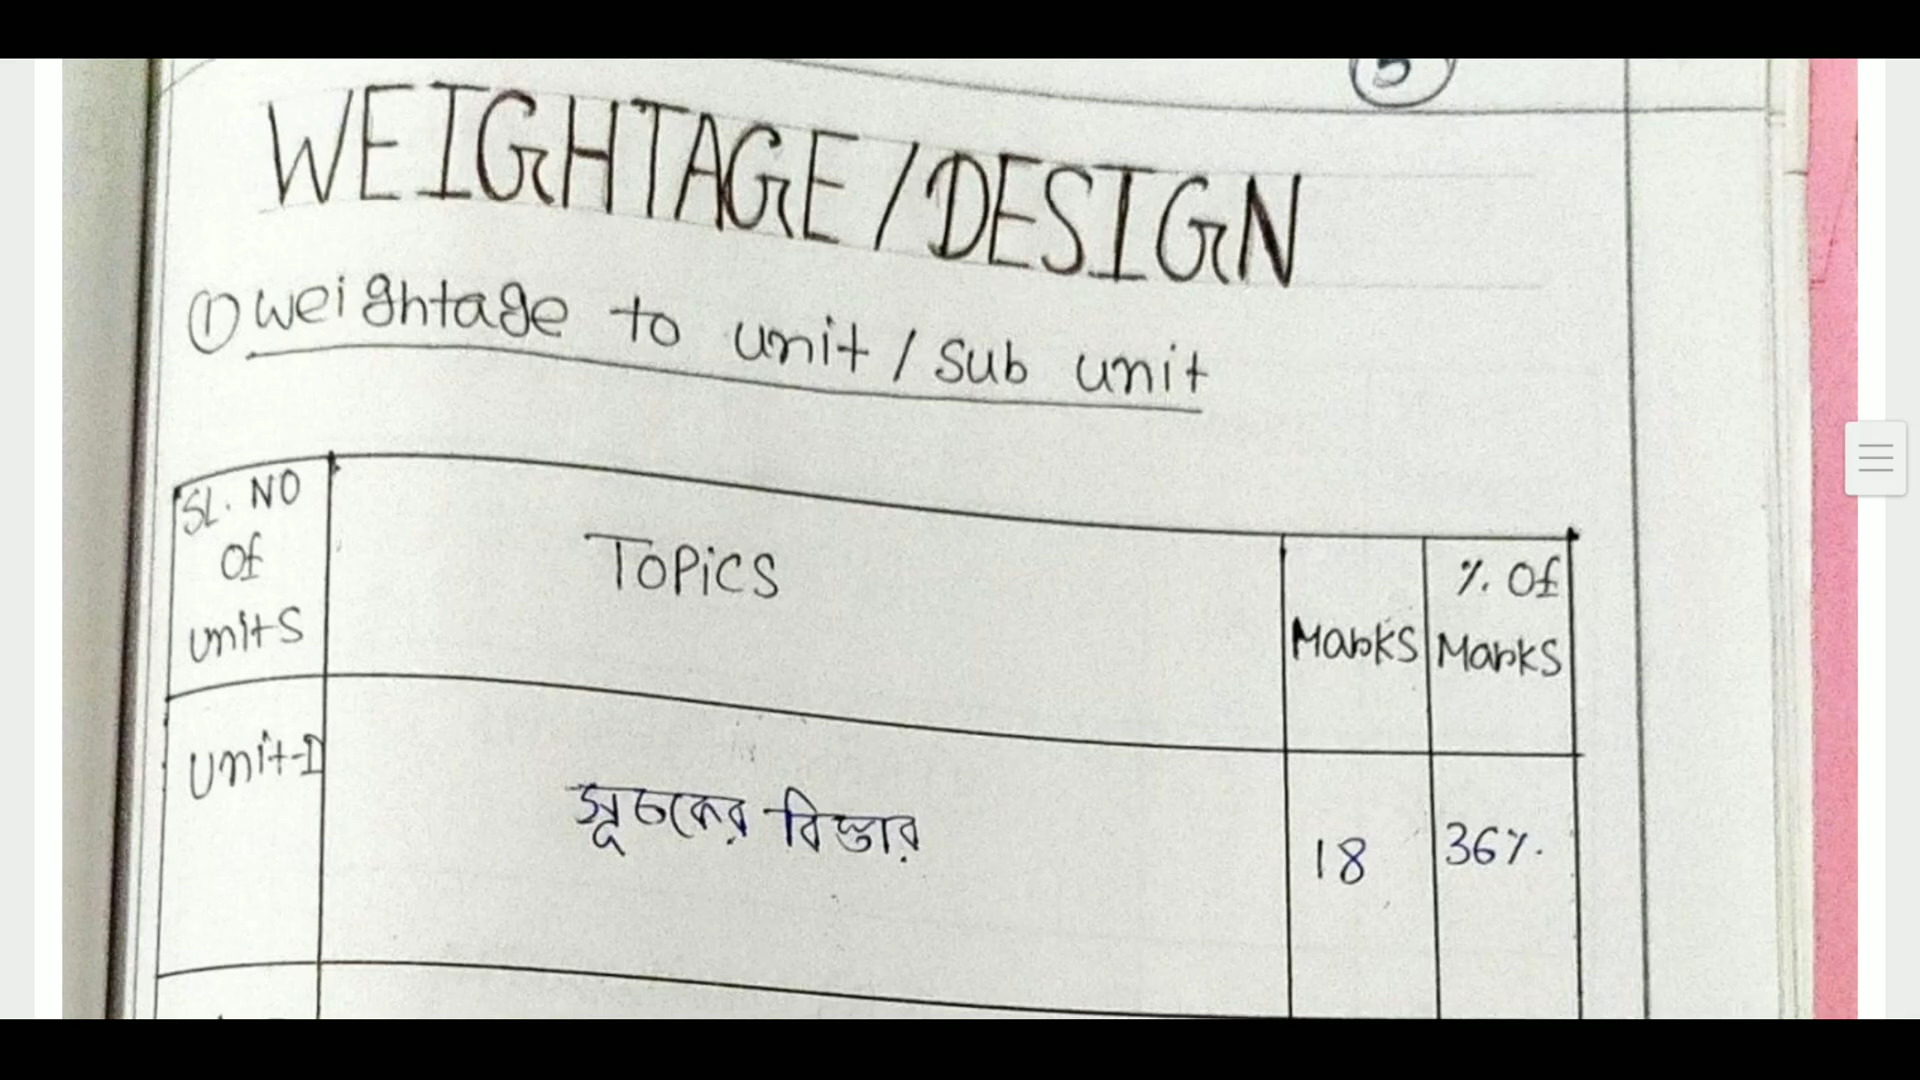 5
WEIGHTAGE/DESIGN
① weightage to unit / sub unit
SL. NO
of
units
Topics
Marks
% of
Marks
Unit-I
সূচকের বিস্তার
18
36%